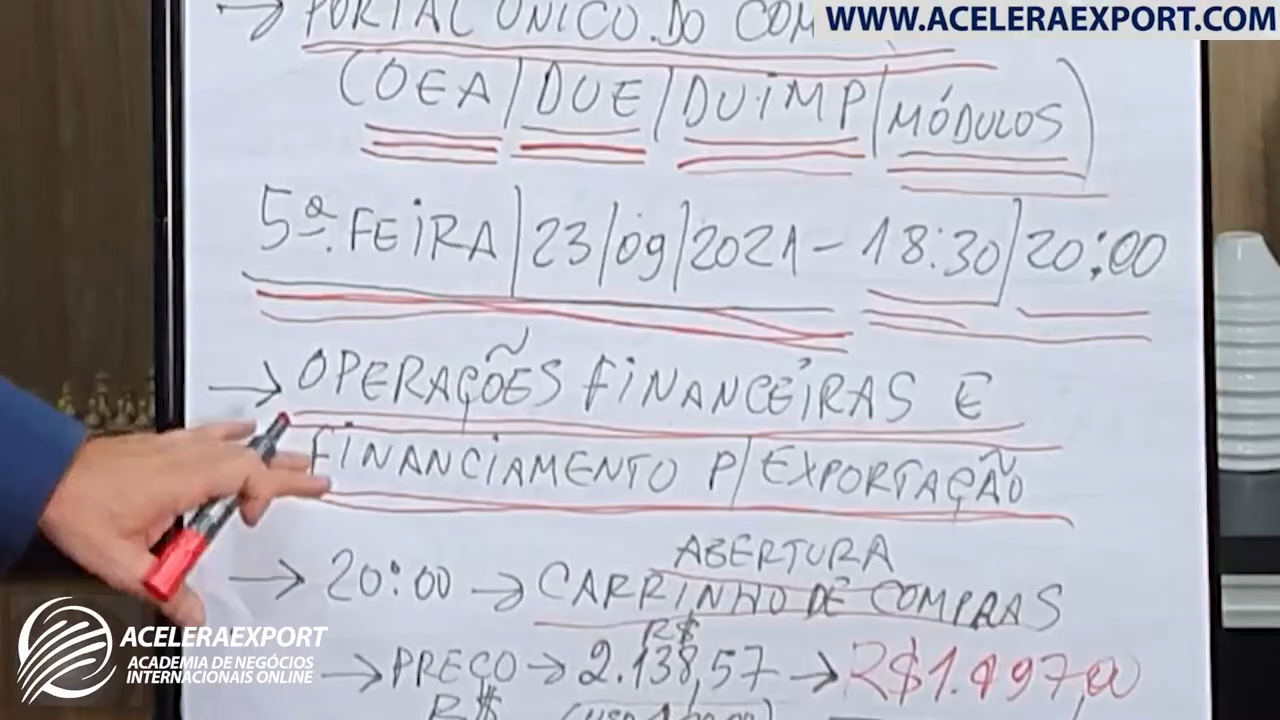 WWW.ACELERAEXPORT.COM
→ PORTAL ÚNICO DO COM
(OEA | DUE | DUIMP | MÓDULOS)
5ª FEIRA | 23/09/2021 - 18:30 | 20:00
→ OPERAÇÕES FINANCEIRAS E
FINANCIAMENTO P/ EXPORTAÇÃO
ABERTURA
→ 20:00 → CARRINHO DE COMPRAS
R$
→ PREÇO → 2.138,57 → R$1.497,00
R$
ACELERAEXPORT
ACADEMIA DE NEGÓCIOS
INTERNACIONAIS ONLINE